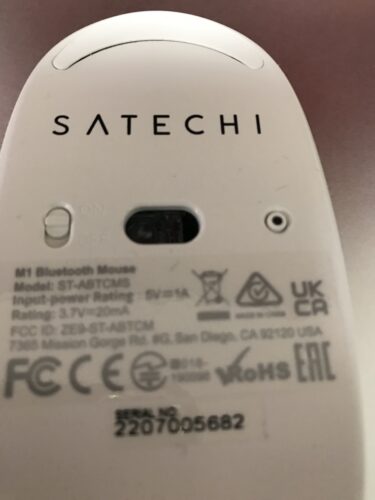 SATECHI
ON
M1 Bluetooth Mouse
Model: ST-ABTCMS
Input-power Rating: 5V⎓1A
Rating: 3.7V⎓20mA
FCC ID: ZE9-ST-ABTCM
7365 Mission Gorge Rd. #G, San Diego, CA 92120 USA
UK
CA
FC CE RoHS EAC
SERIAL NO.
2207005682